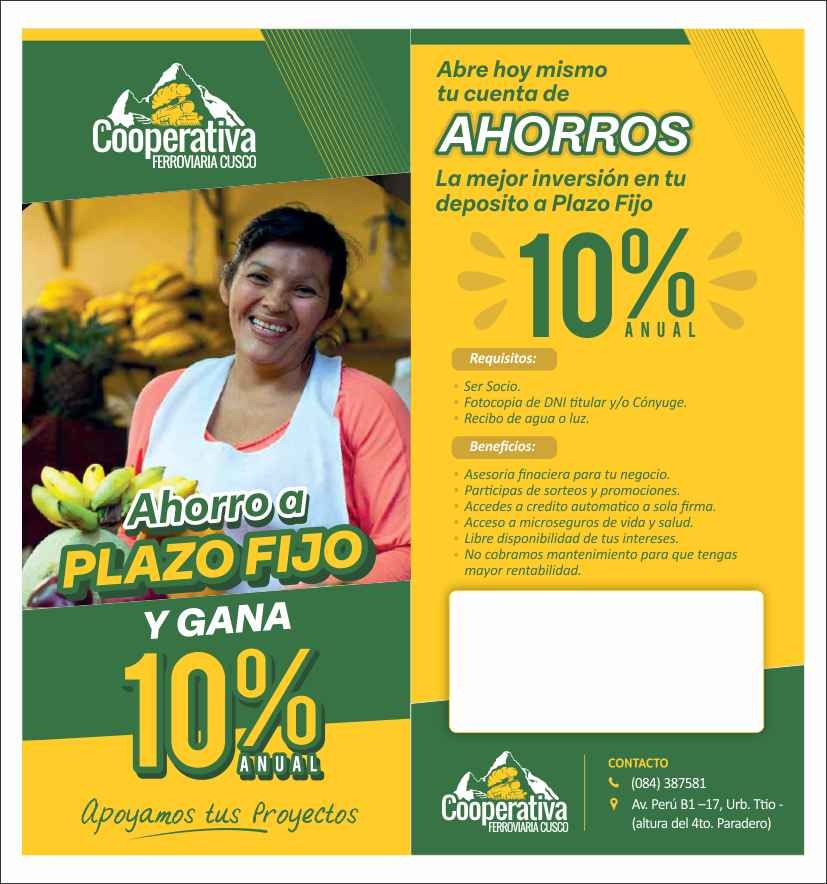 Cooperativa
FERROVIARIA CUSCO
Ahorro a
PLAZO FIJO
Y GANA
10%
ANUAL
Apoyamos tus Proyectos
Abre hoy mismo
tu cuenta de
AHORROS
La mejor inversión en tu
deposito a Plazo Fijo
10%
ANUAL
Requisitos:
• Ser Socio.
• Fotocopia de DNI titular y/o Cónyuge.
• Recibo de agua o luz.
Beneficios:
• Asesoria finaciera para tu negocio.
• Participas de sorteos y promociones.
• Accedes a credito automatico a sola firma.
• Acceso a microseguros de vida y salud.
• Libre disponibilidad de tus intereses.
• No cobramos mantenimiento para que tengas
mayor rentabilidad.
Cooperativa
FERROVIARIA CUSCO
CONTACTO
(084) 387581
Av. Perú B1 –17, Urb. Ttio -
(altura del 4to. Paradero)